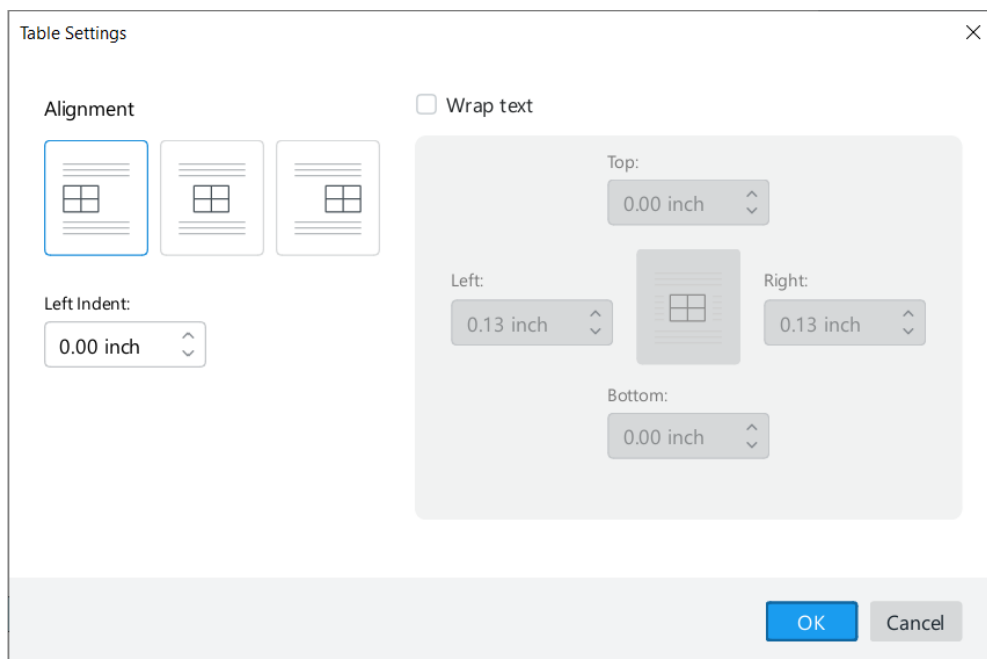 Table Settings
Alignment
Left Indent:
0.00 inch
Wrap text
Top:
0.00 inch
Left:
0.13 inch
Right:
0.13 inch
Bottom:
0.00 inch
OK
Cancel